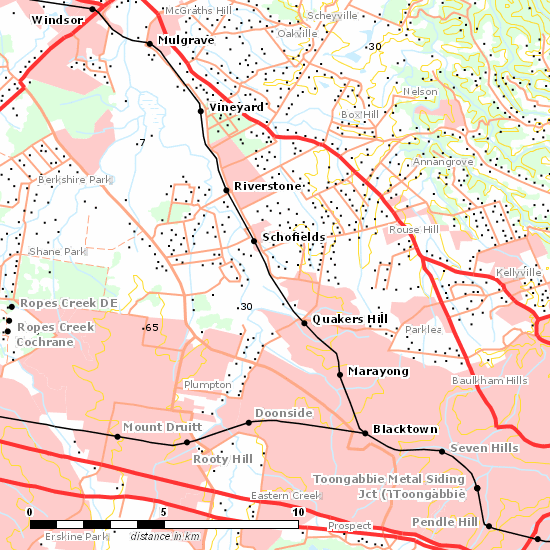 McGraths Hill
Scheyville
Windsor
Oakville
Mulgrave
.30
Nelson
Vineyard
Box Hill
.7
Annangrove
Berkshire Park
Riverstone
Rouse Hill
Schofields
Shane Park
Kellyville
Ropes Creek DE
.30
Quakers Hill
Ropes Creek
.65
Parklea
Cochrane
Marayong
Plumpton
Baulkham Hills
Doonside
Mount Druitt
Blacktown
Seven Hills
Rooty Hill
Toongabbie Metal Siding
Jct (\Toongabbie
Eastern Creek
0 5 10
Pendle Hill
Prospect
Erskine Park
distance in km